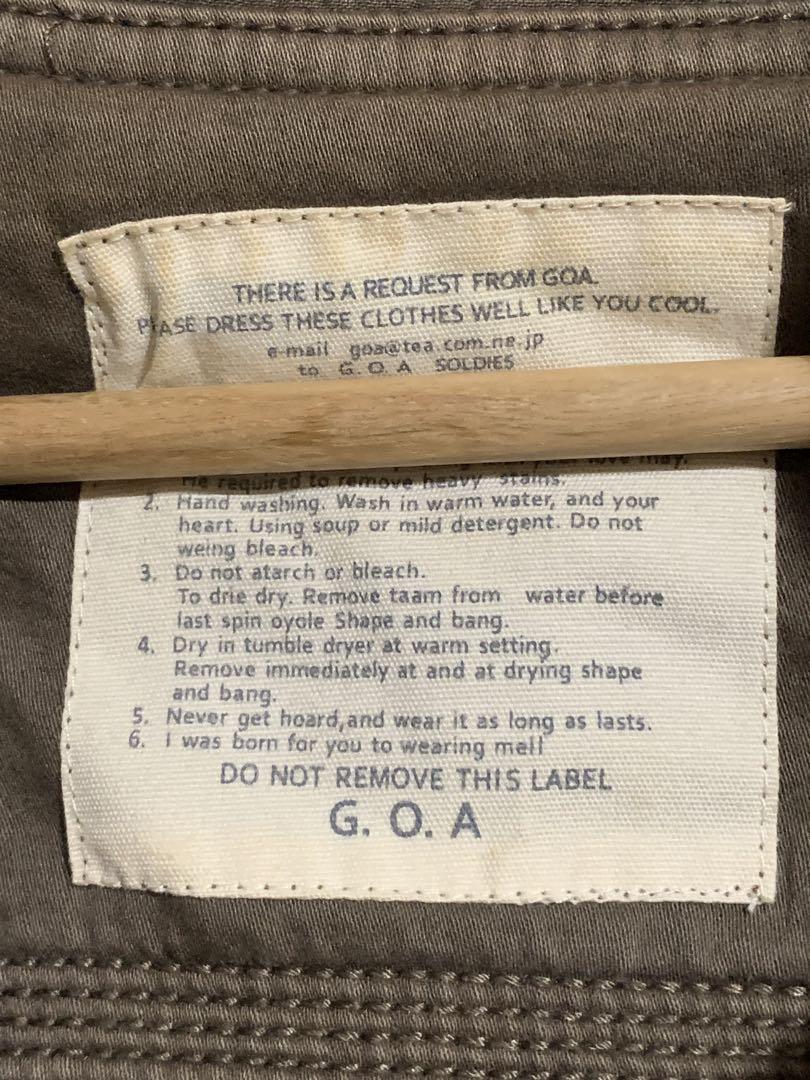 THERE IS A REQUEST FROM GOA.
DRESS THESE CLOTHES WELL LIKE YOU COOL.
e-mail goa@tea.com.ne.jp
to G. O. A SOLDIES
love may.
He required to remove heavy stains.
2. Hand washing. Wash in warm water, and your
heart. Using soup or mild detergent. Do not
weing bleach.
3. Do not atarch or bleach.
To drie dry. Remove taam from water before
last spin oyole Shape and bang.
4. Dry in tumble dryer at warm setting.
Remove immediately at and at drying shape
and bang.
5. Never get hoard,and wear it as long as lasts.
6. I was born for you to wearing mell
DO NOT REMOVE THIS LABEL
G. O. A